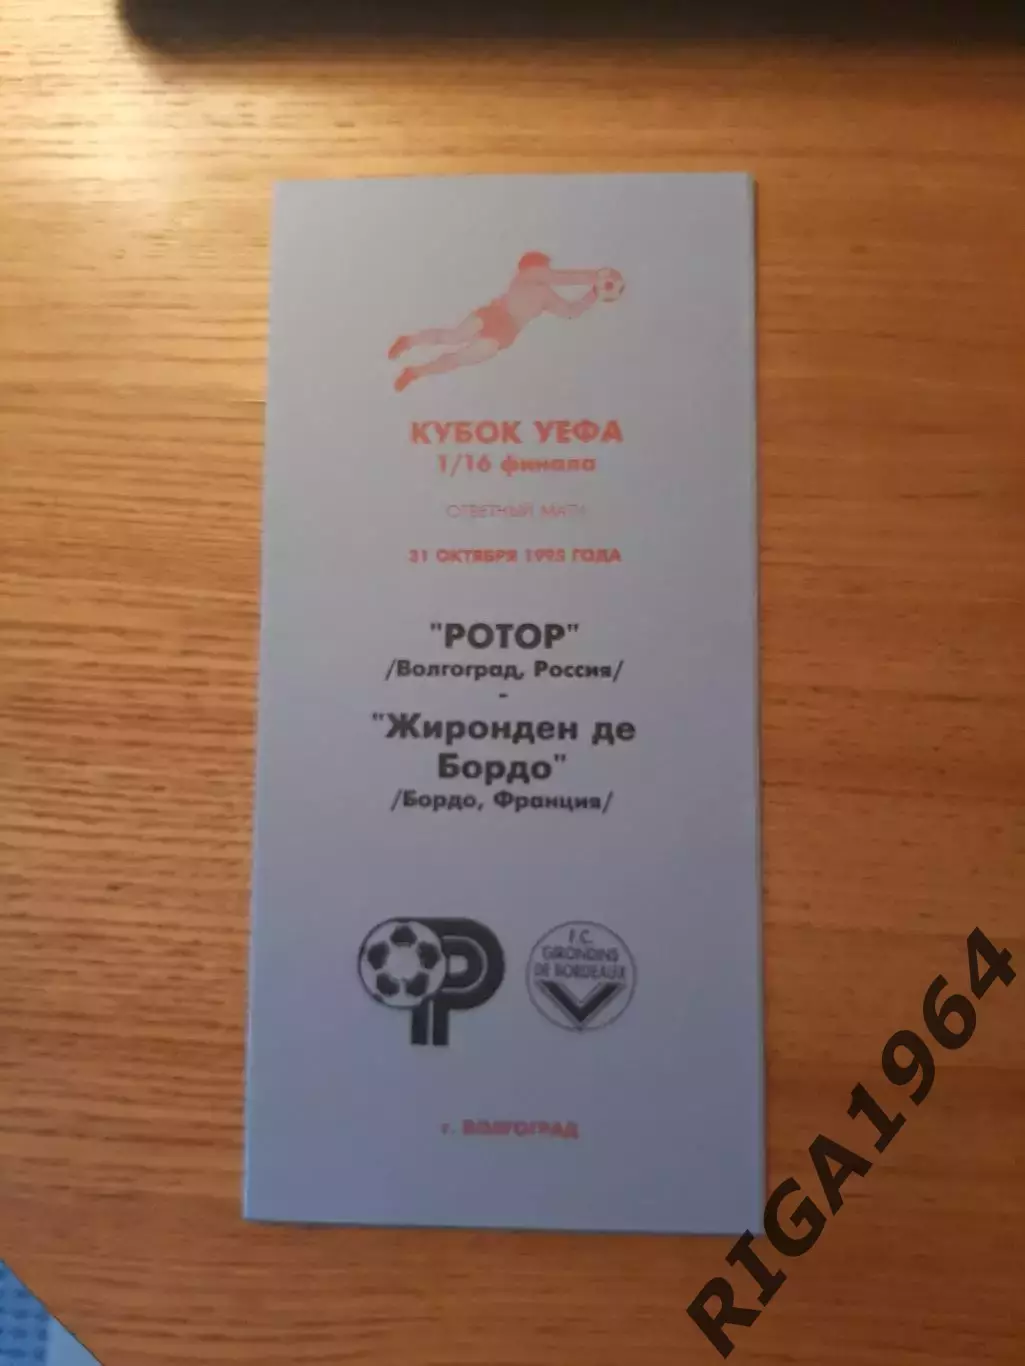 КУБОК УЕФА
1/16 финала
ОТВЕТНЫЙ МАТЧ
31 ОКТЯБРЯ 1995 ГОДА
"РОТОР"
/Волгоград, Россия/
-
"Жиронден де
Бордо"
/Бордо, Франция/
F.C.
GIRONDINS
DE BORDEAUX
г. ВОЛГОГРАД
RIGA1964